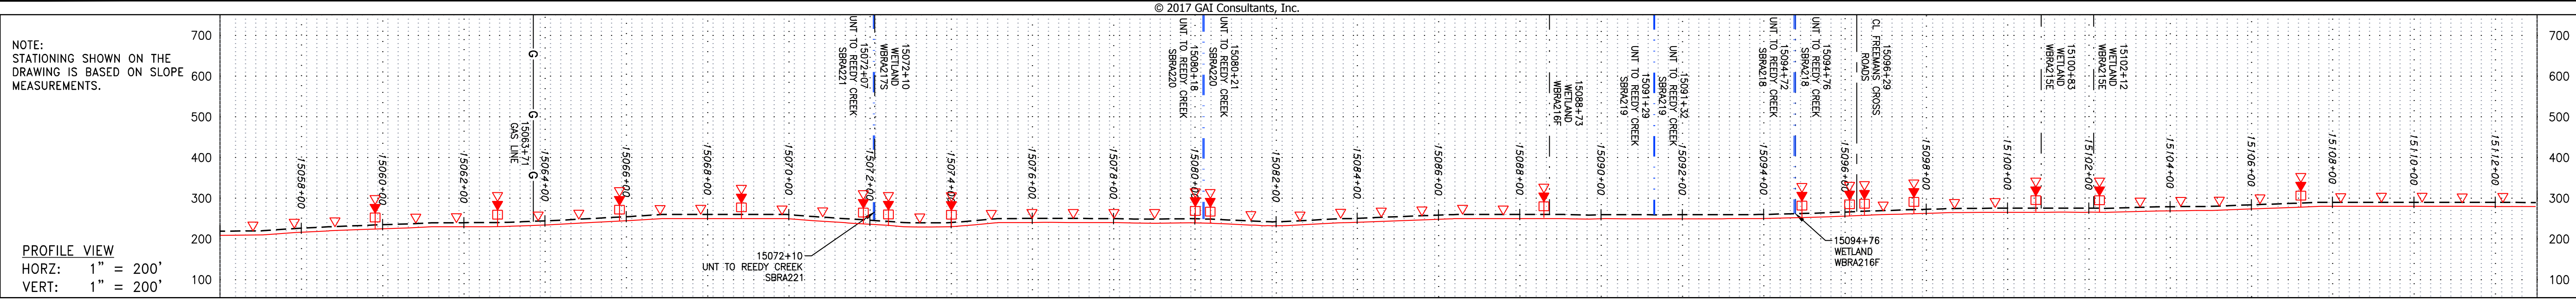 © 2017 GAI Consultants, Inc.
NOTE:
STATIONING SHOWN ON THE
DRAWING IS BASED ON SLOPE
MEASUREMENTS.
PROFILE VIEW
HORZ: 1" = 200'
VERT: 1" = 200'
700
600
500
400
300
200
100
15058+00
15060+00
15062+00
G
G
G
15063+71
GAS LINE
15064+00
15066+00
15068+00
15070+00
15072+07
UNT TO REEDY CREEK
SBRA221
15072+00
15072+10
WETLAND
WBRA217S
15072+10
UNT TO REEDY CREEK
SBRA221
15074+00
15076+00
15078+00
15080+18
UNT TO REEDY CREEK
SBRA220
15080+00
15080+21
UNT TO REEDY CREEK
SBRA220
15082+00
15084+00
15086+00
15088+00
15088+73
WETLAND
WBRA216F
15090+00
15091+29
UNT TO REEDY CREEK
SBRA219
15091+32
UNT TO REEDY CREEK
SBRA219
15092+00
15094+00
15094+72
UNT TO REEDY CREEK
SBRA218
15094+76
UNT TO REEDY CREEK
SBRA218
15094+76
WETLAND
WBRA216F
15096+00
15096+29
CL FREEMANS CROSS
ROADS
15098+00
15100+00
15100+83
WETLAND
WBRA215E
15102+00
15102+12
WETLAND
WBRA215E
15104+00
15106+00
15108+00
15110+00
15112+00
700
600
500
400
300
200
100